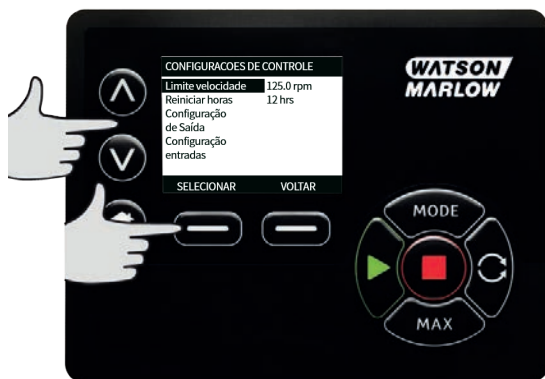 CONFIGURACOES DE CONTROLE
Limite velocidade 125.0 rpm
Reiniciar horas 12 hrs
Configuração
de Saída
Configuração
entradas
SELECIONAR VOLTAR
WATSON
MARLOW
MODE
MAX